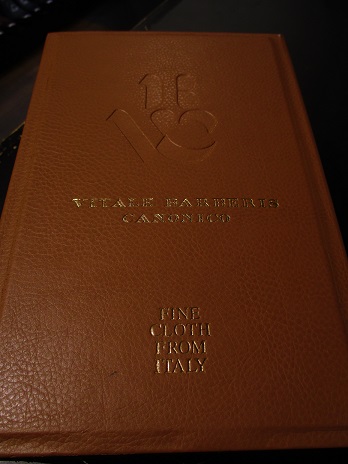 VITALE BARBERIS
CANONICO
FINE
CLOTH
FROM
ITALY